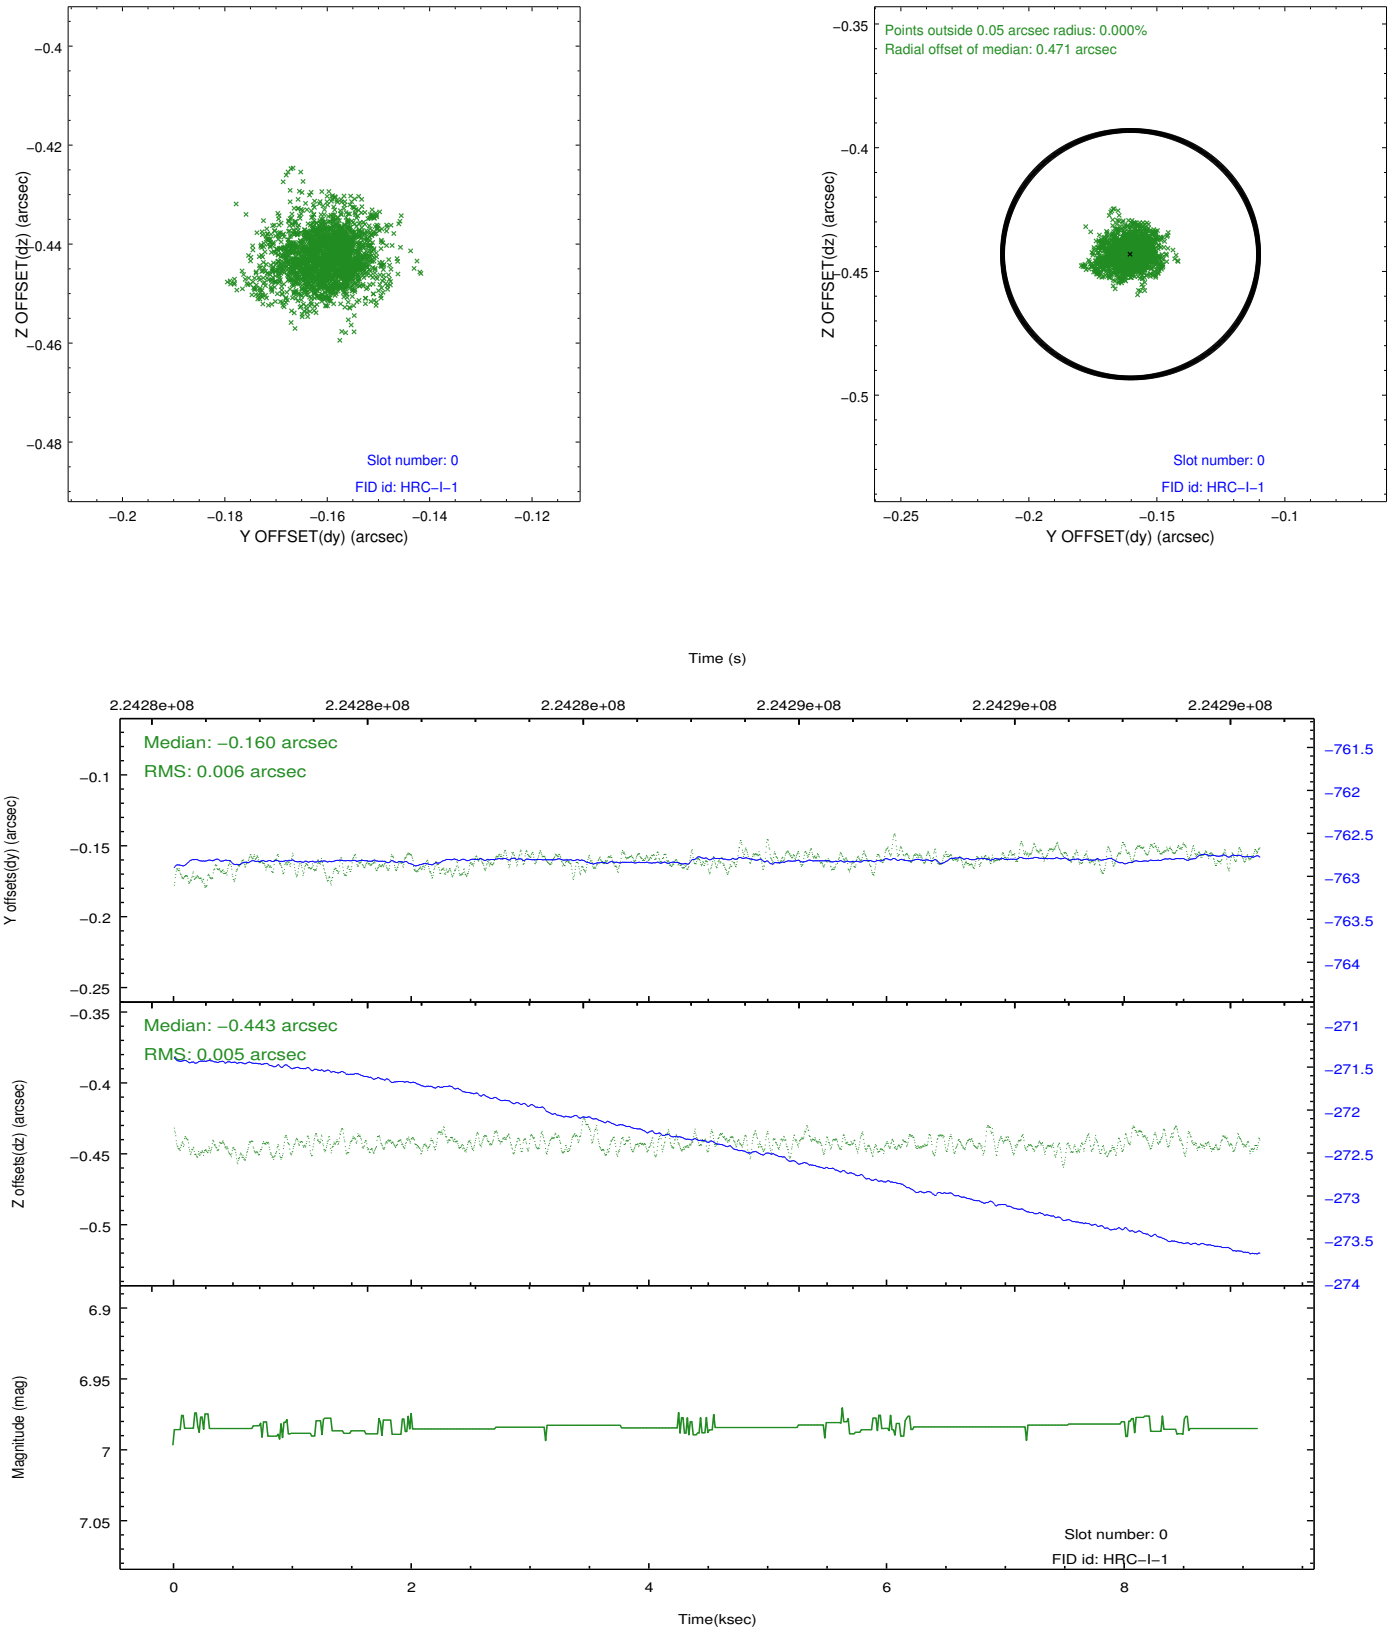 −0.4
−0.42
−0.44
−0.46
−0.48
Z OFFSET(dz) (arcsec)
Slot number: 0
FID id: HRC−I−1
−0.2
−0.18
−0.16
−0.14
−0.12
Y OFFSET(dy) (arcsec)
Points outside 0.05 arcsec radius: 0.000%
Radial offset of median: 0.471 arcsec
−0.35
−0.4
−0.45
−0.5
Z OFFSET(dz) (arcsec)
Slot number: 0
FID id: HRC−I−1
−0.25
−0.2
−0.15
−0.1
Y OFFSET(dy) (arcsec)
Time (s)
2.2428e+08
2.2428e+08
2.2428e+08
2.2429e+08
2.2429e+08
2.2429e+08
Median: −0.160 arcsec
RMS: 0.006 arcsec
−0.1
−0.15
−0.2
−0.25
Y offsets(dy) (arcsec)
−761.5
−762
−762.5
−763
−763.5
−764
Median: −0.443 arcsec
RMS: 0.005 arcsec
−0.35
−0.4
−0.45
−0.5
Z offsets(dz) (arcsec)
−271
−271.5
−272
−272.5
−273
−273.5
−274
6.9
6.95
7
7.05
Magnitude (mag)
Slot number: 0
FID id: HRC−I−1
0
2
4
6
8
Time(ksec)